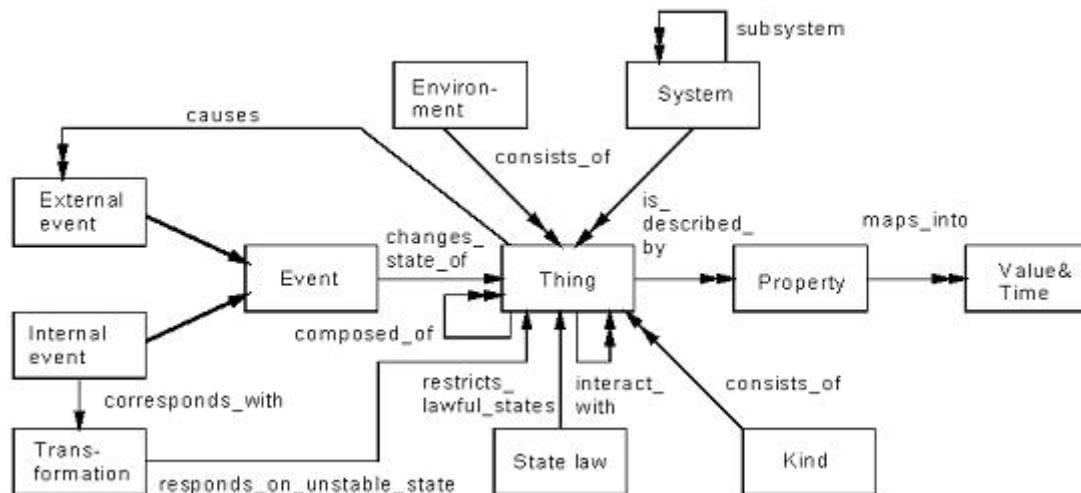 subsystem
Environ-
ment
System
causes
consists_of
External
event
is_
described_
by
maps_into
changes_
state_of
Event
Thing
Property
Value&
Time
Internal
event
composed_of
corresponds_with
restricts_
lawful_states
interact_
with
consists_of
Trans-
formation
State law
Kind
responds_on_unstable_state